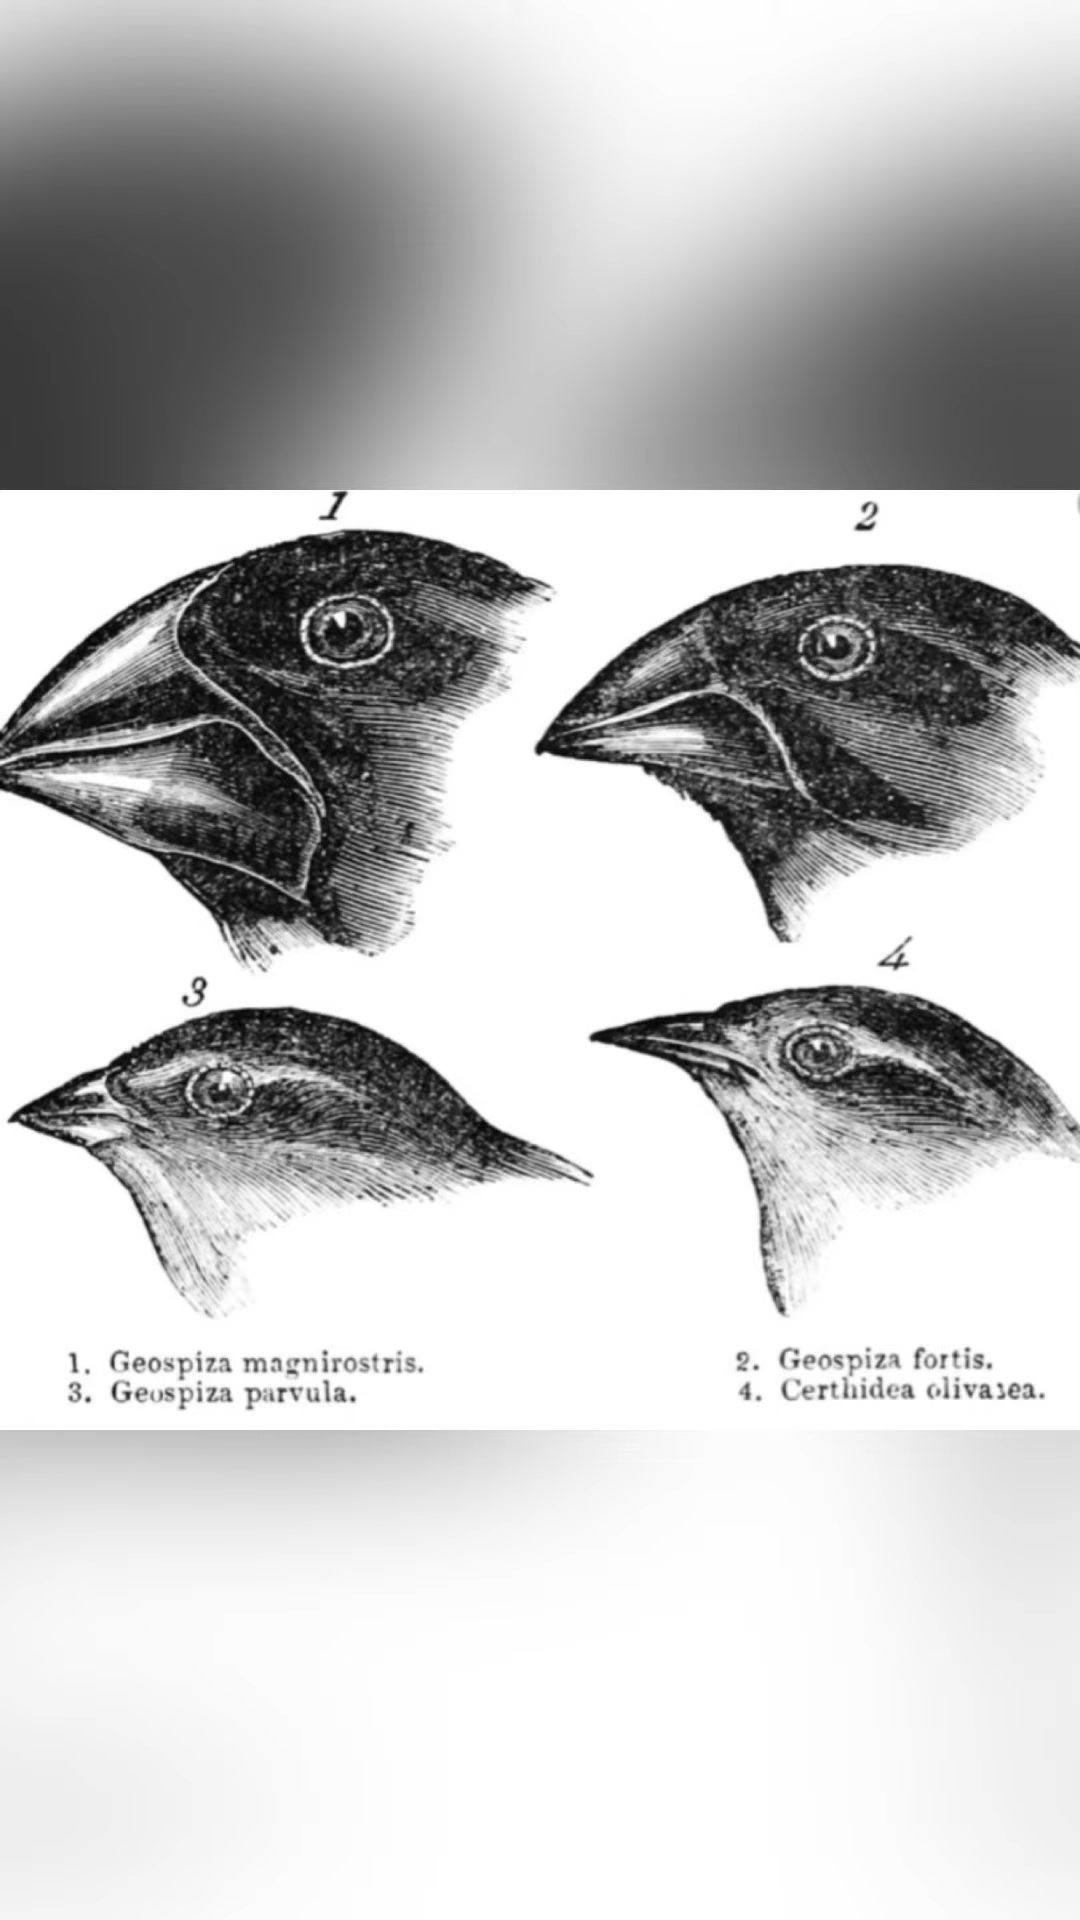 1
2
3
4
1. Geospiza magnirostris.
2. Geospiza fortis.
3. Geospiza parvula.
4. Certhidea olivasea.